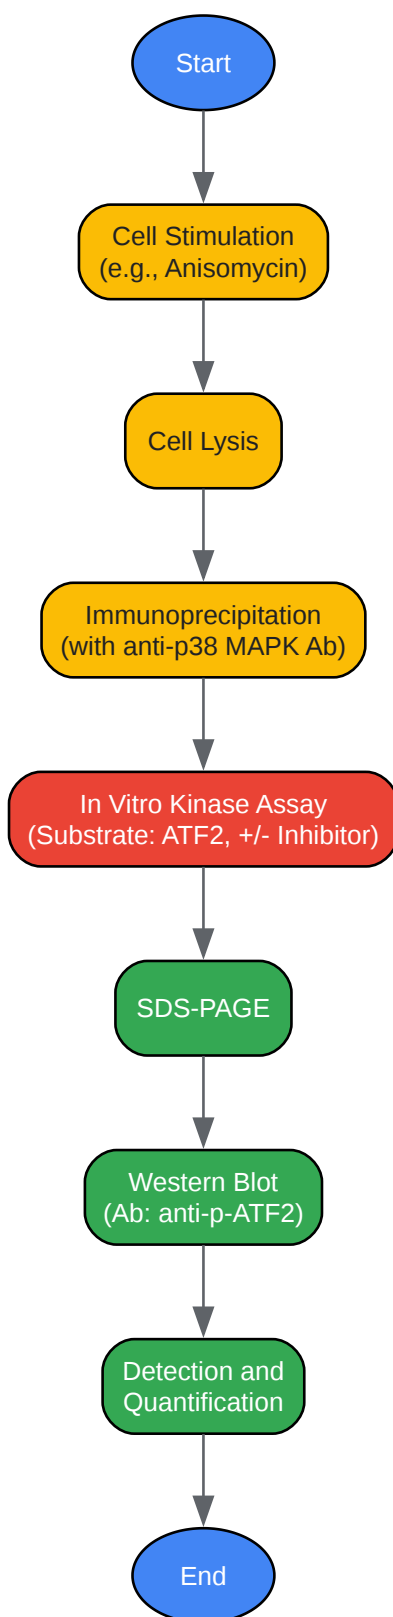 Start
Cell Stimulation
(e.g., Anisomycin)
Cell Lysis
Immunoprecipitation
(with anti-p38 MAPK Ab)
In Vitro Kinase Assay
(Substrate: ATF2, +/- Inhibitor)
SDS-PAGE
Western Blot
(Ab: anti-p-ATF2)
Detection and
Quantification
End